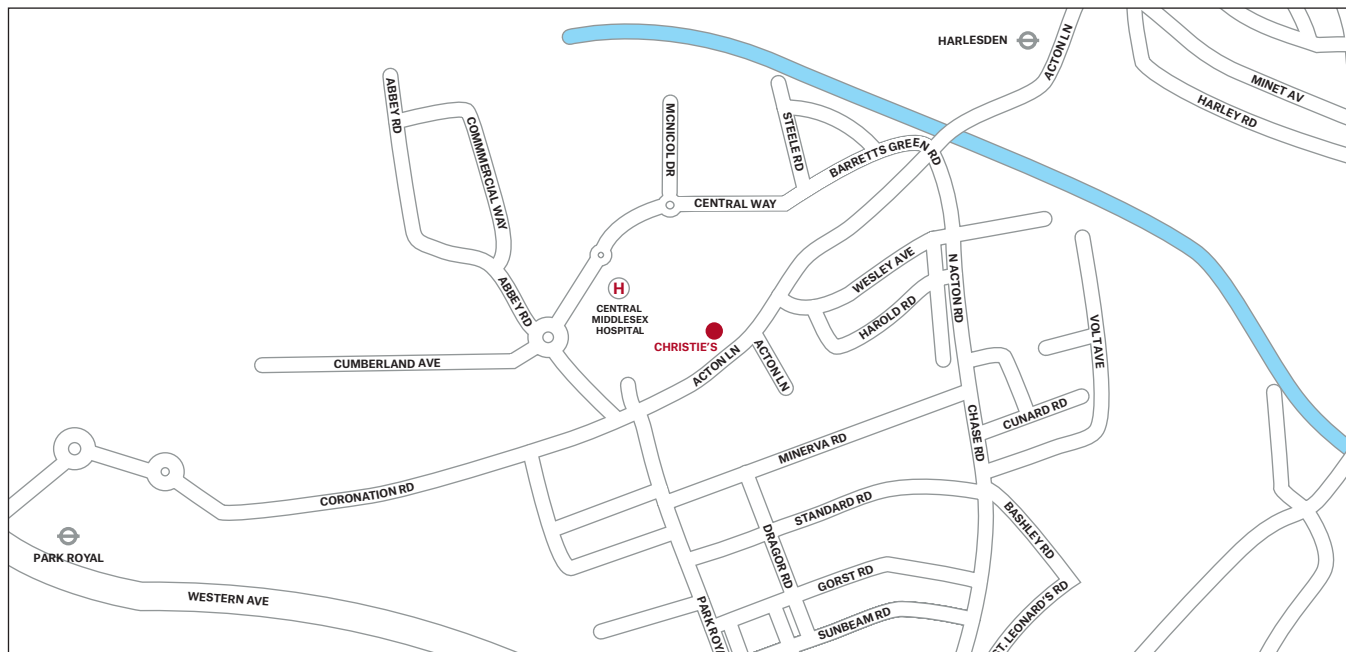 HARLESDEN
ACTON LN
MINET AV
HARLEY RD
ABBEY RD
COMMMERCIAL WAY
MCNICOL DR
STEELE RD
BARRETTS GREEN RD
CENTRAL WAY
ABBEY RD
H
CENTRAL
MIDDLESEX
HOSPITAL
CHRISTIE'S
WESLEY AVE
HAROLD RD
N ACTON RD
VOLT AVE
CUMBERLAND AVE
ACTON LN
ACTON LN
CUNARD RD
CHASE RD
MINERVA RD
CORONATION RD
STANDARD RD
BASHLEY RD
DRAGOR RD
PARK ROYAL
GORST RD
WESTERN AVE
PARK ROYA
SUNBEAM RD
ST. LEONARD'S RD